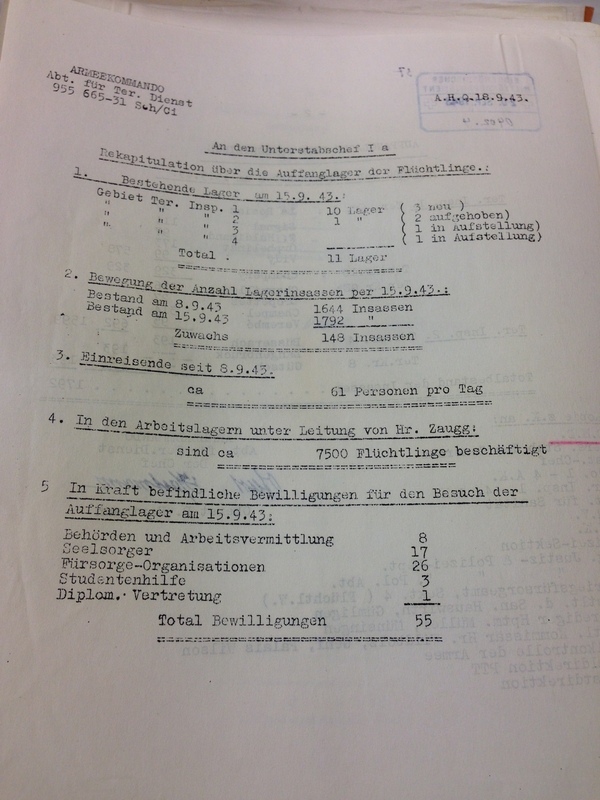 ARMEEKOMMANDO
Abt. für Ter. Dienst
955 665-31 Sch/Ci
A.H.Q.18.9.43.
An den Unterstabschef I a
Rekapitulation über die Auffanglager der Flüchtlinge.:
1. Bestehende Lager am 15.9. 43.:
Gebiet Ter. Insp. 1 10 Lager ( 3 neu )
" " " 2 1 " ( 2 aufgehoben)
" " " 3 ( 1 in Aufstellung)
" " " 4 ( 1 in Aufstellung)
Total . 11 Lager
2. Bewegung der Anzahl Lagerinsassen per 15.9.43.:
Bestand am 8.9.43 1644 Insassen
Bestand am 15.9.43 1792 "
Zuwachs 148 Insassen
3. Einreisende seit 8.9.43.
ca 61 Personen pro Tag
4. In den Arbeitslagern unter Leitung von Hr. Zaugg:
sind ca 7500 Flüchtlinge beschäftigt
5 In Kraft befindliche Bewilligungen für den Besuch der
Auffanglager am 15.9.43:
Behörden und Arbeitsvermittlung 8
Seelsorger 17
Fürsorge-Organisationen 26
Studentenhilfe 3
Diplom. Vertretung 1
Total Bewilligungen 55